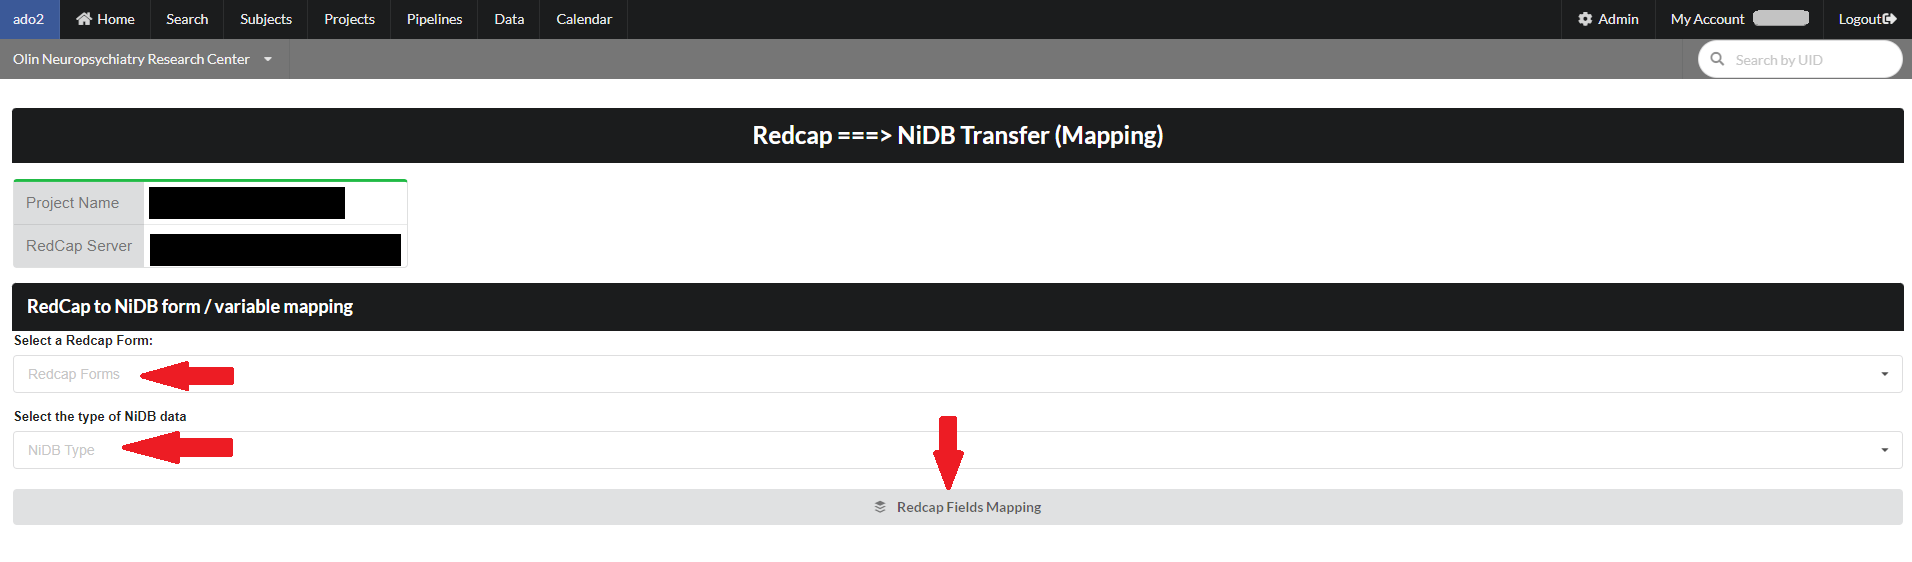 ado2 Home Search Subjects Projects Pipelines Data Calendar Admin My Account Logout
Olin Neuropsychiatry Research Center Search by UID
Redcap ===> NiDB Transfer (Mapping)
Project Name
RedCap Server
RedCap to NiDB form / variable mapping
Select a Redcap Form:
Redcap Forms
Select the type of NiDB data
NiDB Type
Redcap Fields Mapping